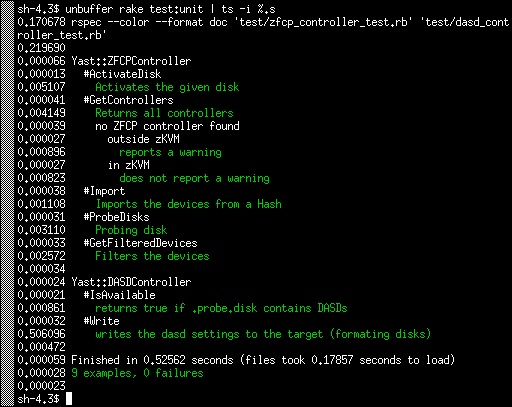 sh-4.3$ unbuffer rake test:unit | ts -i %.s
0.170678 rspec --color --format doc 'test/zfcp_controller_test.rb' 'test/dasd_cont
roller_test.rb'
0.219690
0.000066 Yast::ZFCPController
0.000013   #ActivateDisk
0.005107     Activates the given disk
0.000041   #GetControllers
0.004149     Returns all controllers
0.000039     no ZFCP controller found
0.000027       outside zKVM
0.000896         reports a warning
0.000027       in zKVM
0.000823         does not report a warning
0.000038   #Import
0.001108     Imports the devices from a Hash
0.000031   #ProbeDisks
0.003110     Probing disk
0.000033   #GetFilteredDevices
0.002572     Filters the devices
0.000034
0.000024 Yast::DASDController
0.000021   #IsAvailable
0.000861     returns true if .probe.disk contains DASDs
0.000032   #Write
0.506096     writes the dasd settings to the target (formating disks)
0.000472
0.000059 Finished in 0.52562 seconds (files took 0.17857 seconds to load)
0.000028 9 examples, 0 failures
0.000023
sh-4.3$